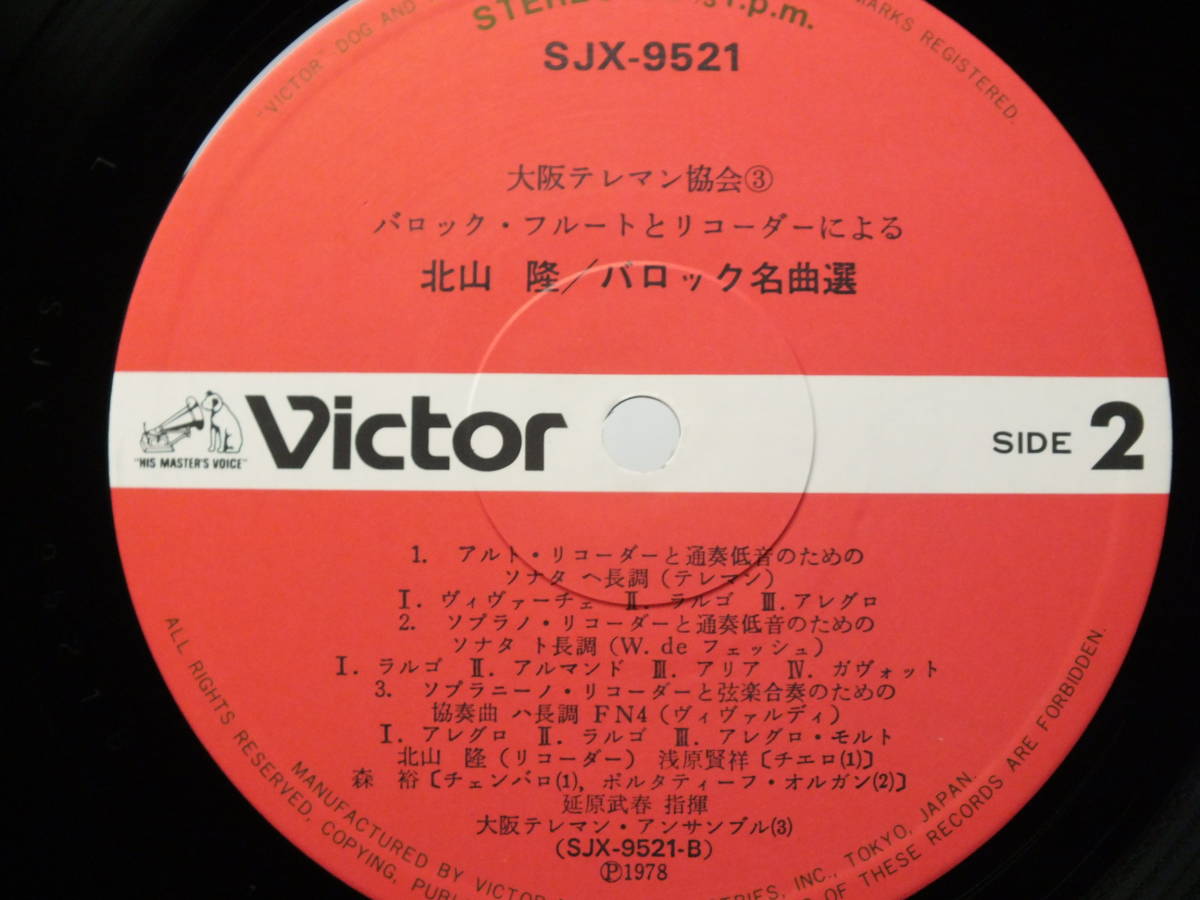 "VICTOR" DOG AND
MARKS REGISTERED.
STEREO r.p.m.
SJX-9521
大阪テレマン協会③
バロック・フルートとリコーダーによる
北山 隆/バロック名曲選
"HIS MASTER'S VOICE"
Victor
SIDE 2
1. アルト・リコーダーと通奏低音のための
ソナタ ヘ長調(テレマン)
Ⅰ. ヴィヴァーチェ Ⅱ. ラルゴ Ⅲ. アレグロ
2. ソプラノ・リコーダーと通奏低音のための
ソナタ ト長調(W. de フェッシュ)
Ⅰ. ラルゴ Ⅱ. アルマンド Ⅲ. アリア Ⅳ. ガヴォット
3. ソプラニーノ・リコーダーと弦楽合奏のための
協奏曲 ハ長調 FN4(ヴィヴァルディ)
Ⅰ. アレグロ Ⅱ. ラルゴ Ⅲ. アレグロ・モルト
北山 隆(リコーダー) 浅原賢祥〔チエロ(1)〕
森 裕〔チェンバロ(1), ポルタティーフ・オルガン(2)〕
延原武春 指揮
大阪テレマン・アンサンブル(3)
(SJX-9521-B)
Ⓟ1978
ALL RIGHTS RESERVED. COPYING,
OF THESE RECORDS ARE FORBIDDEN.
MANUFACTURED BY VICTOR INC., TOKYO, JAPAN.